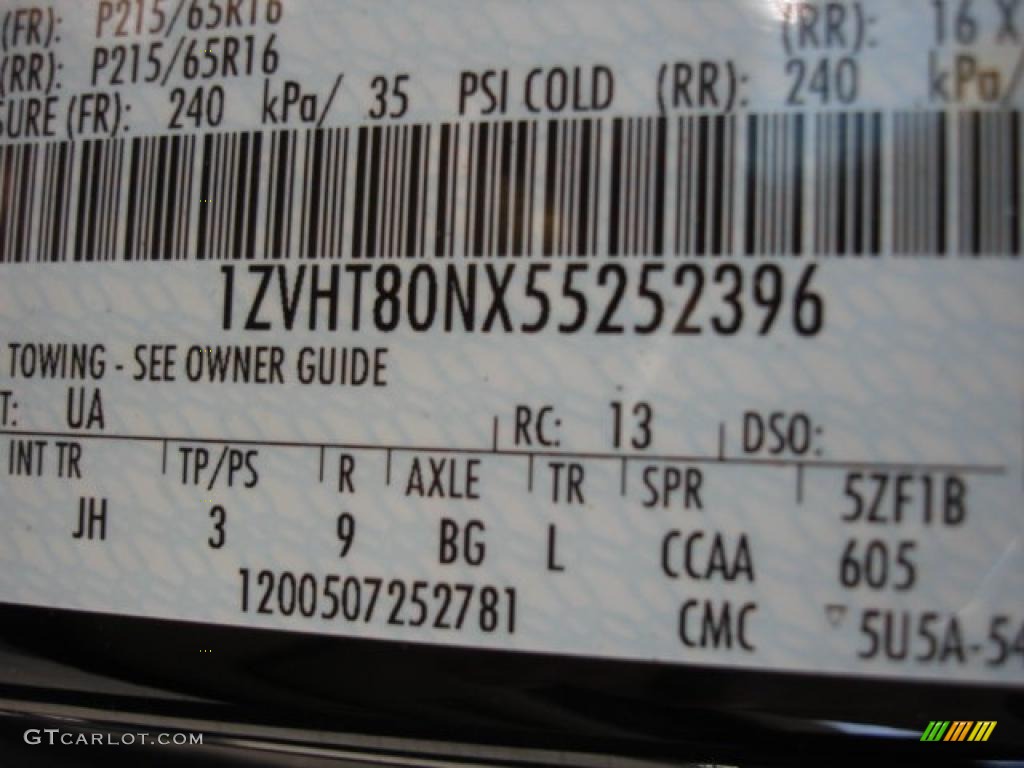 (FR): P215/65R16 (RR): 16 X
(RR): P215/65R16
SURE (FR): 240 kPa/ 35 PSI COLD (RR): 240 kPa/
1ZVHT80NX55252396
TOWING - SEE OWNER GUIDE
T: UA RC: 13 DSO:
INT TR TP/PS R AXLE TR SPR 5ZF1B
JH 3 9 BG L CCAA 605
1200507252781 CMC ▽ 5U5A-54
GTCARLOT.COM